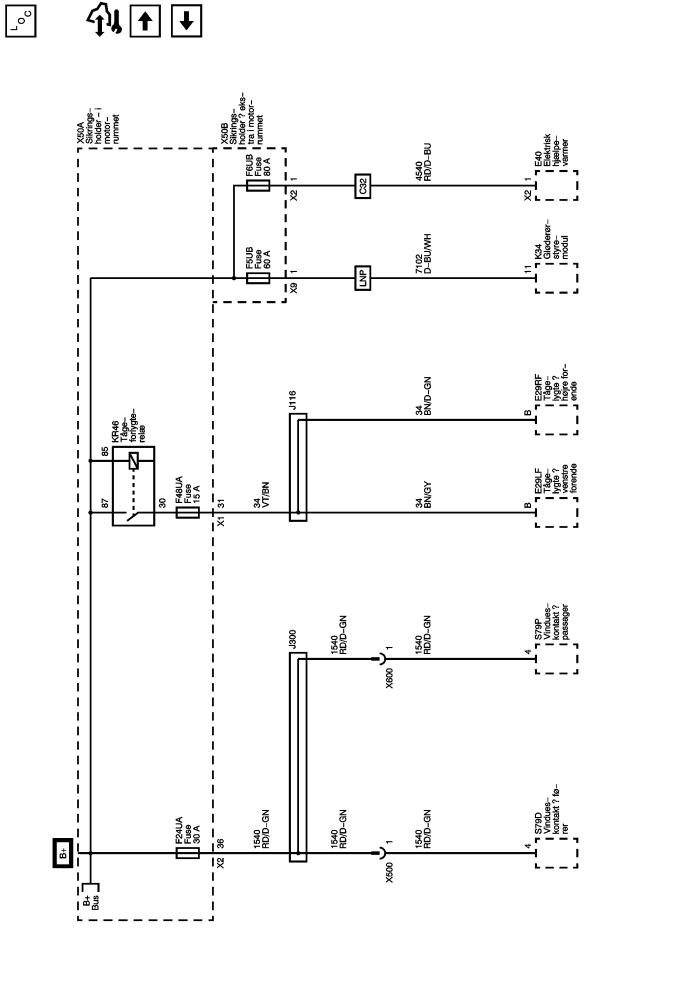 LOC
X50A
Sikrings–
holder – i
motor–
rummet
X50B
Sikrings–
holder ? eks–
tra i motor–
rummet
B+
B+
Bus
F24UA
Fuse
30 A
X2
36
1540
RD/D–GN
J300
1540
RD/D–GN
X500
1
1540
RD/D–GN
4
S79D
Vindues–
kontakt ? fø–
rer
1540
RD/D–GN
X600
1
1540
RD/D–GN
4
S79P
Vindues–
kontakt ?
passager
87
85
KR46
Tåge–
forlygte–
relæ
30
F48UA
Fuse
15 A
X1
31
34
VT/BN
J116
34
BN/GY
B
E29LF
Tåge–
lygte ?
venstre
forende
34
BN/D–GN
B
E29RF
Tåge–
lygte ?
højre for–
ende
F5UB
Fuse
60 A
X9
1
LNP
7102
D–BU/WH
11
K34
Gløderør–
styre–
modul
F6UB
Fuse
80 A
X2
1
C32
4540
RD/D–BU
X2
1
E40
Elektrisk
hjælpe–
varmer